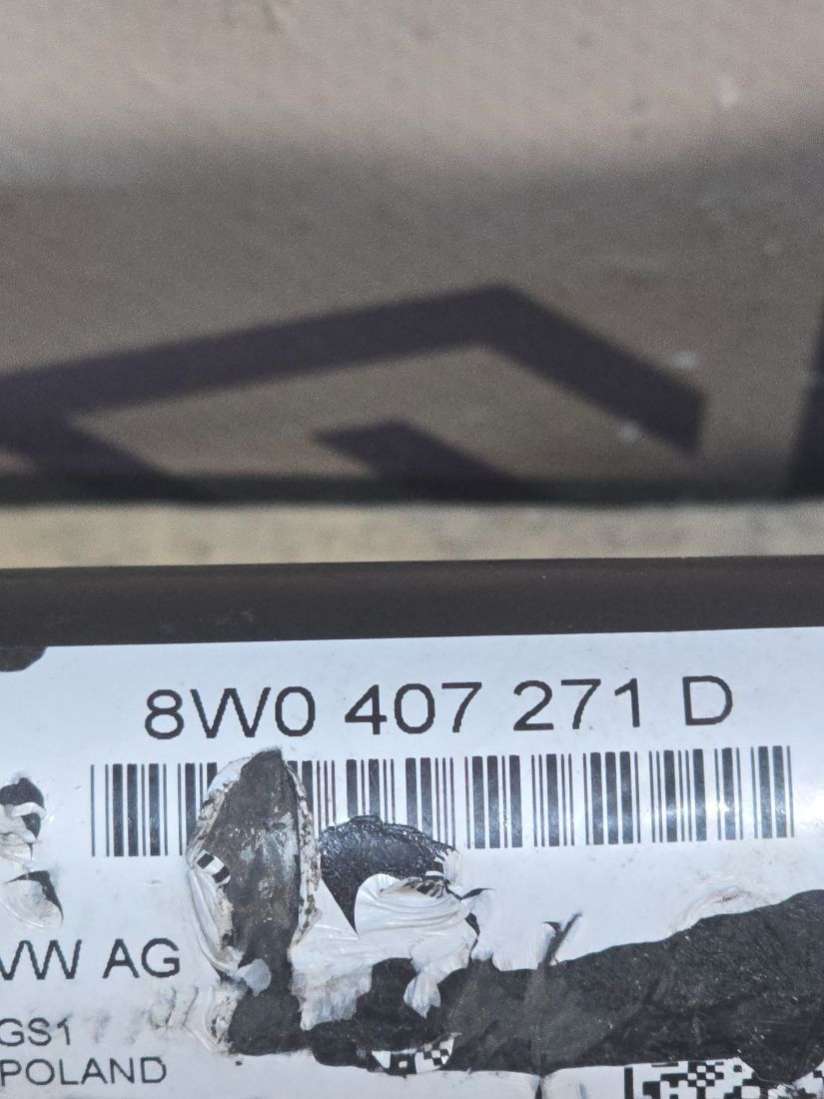 8W0 407 271 D
VW AG
GS1
POLAND